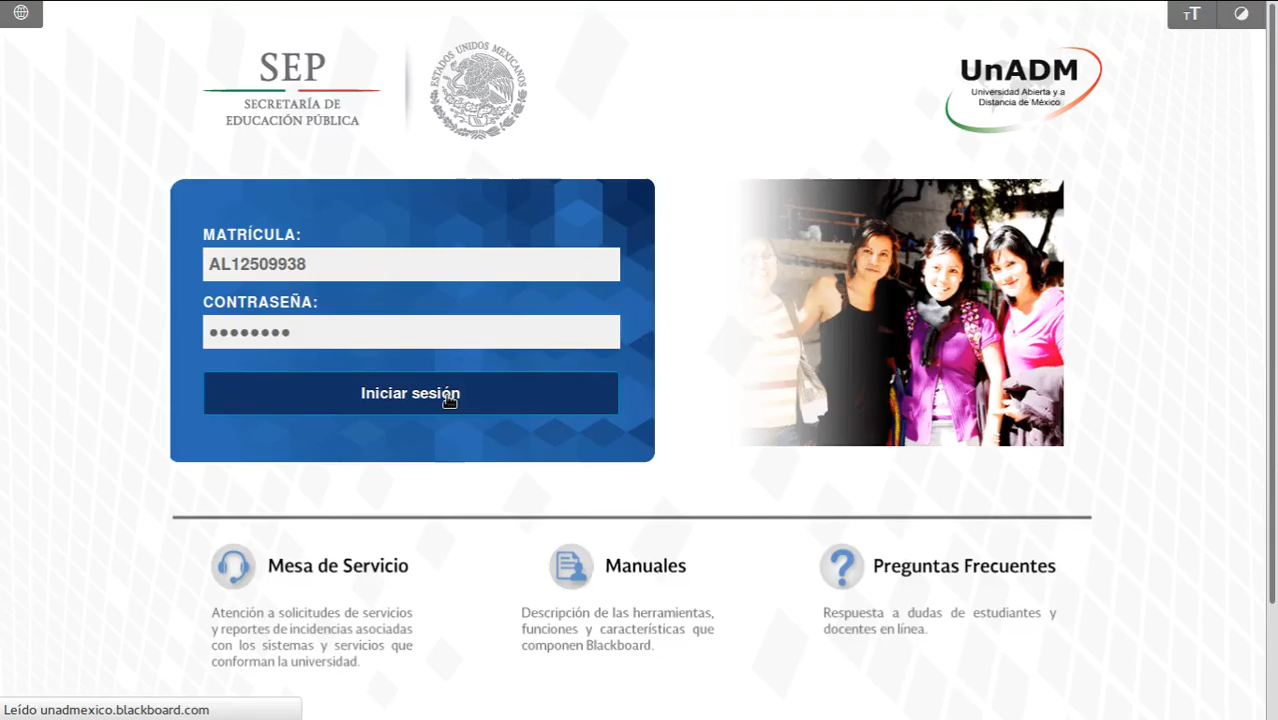 SEP
SECRETARÍA DE
EDUCACIÓN PÚBLICA
ESTADOS UNIDOS MEXICANOS
UnADM
Universidad Abierta y a
Distancia de México
MATRÍCULA:
AL12509938
CONTRASEÑA:
••••••••
Iniciar sesión
Mesa de Servicio
Atención a solicitudes de servicios
y reportes de incidencias asociadas
con los sistemas y servicios que
conforman la universidad.
Manuales
Descripción de las herramientas,
funciones y características que
componen Blackboard.
Preguntas Frecuentes
Respuesta a dudas de estudiantes y
docentes en línea.
Leído unadmexico.blackboard.com